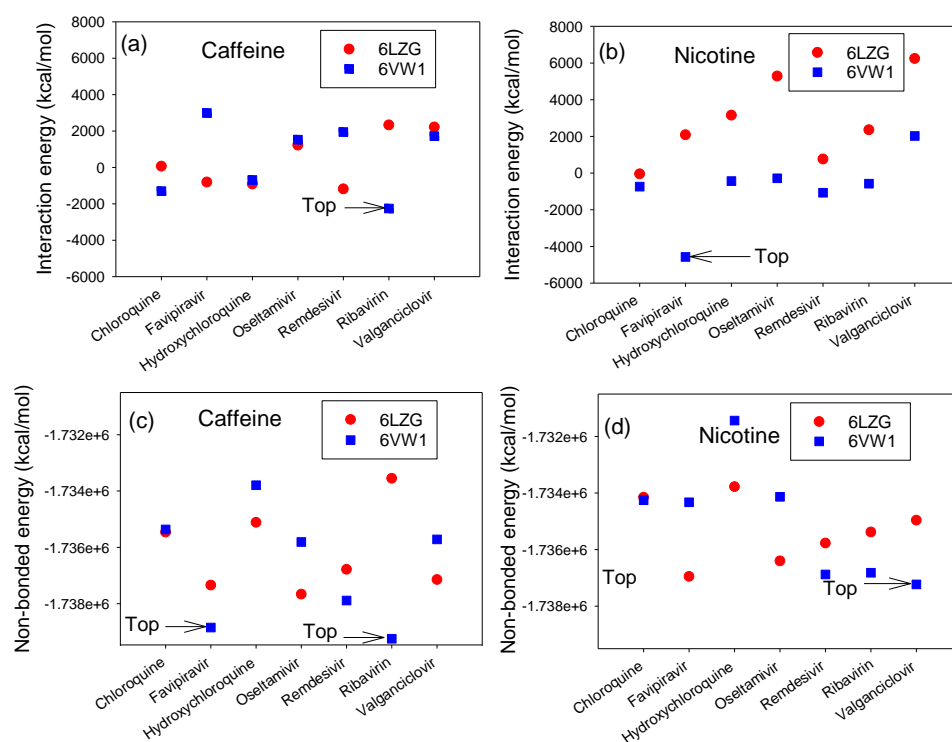 (a)
Caffeine
6LZG
6VW1
Interaction energy (kcal/mol)
8000
6000
4000
2000
0
-2000
-4000
-6000
Top
Chloroquine
Favipiravir
Hydroxychloroquine
Oseltamivir
Remdesivir
Ribavirin
Valganciclovir
(b)
Nicotine
6LZG
6VW1
Interaction energy (kcal/mol)
8000
6000
4000
2000
0
-2000
-4000
-6000
Top
Chloroquine
Favipiravir
Hydroxychloroquine
Oseltamivir
Remdesivir
Ribavirin
Valganciclovir
(c)
Caffeine
6LZG
6VW1
Non-bonded energy (kcal/mol)
-1.732e+6
-1.734e+6
-1.736e+6
-1.738e+6
Top
Top
Chloroquine
Favipiravir
Hydroxychloroquine
Oseltamivir
Remdesivir
Ribavirin
Valganciclovir
(d)
Nicotine
6LZG
6VW1
Non-bonded energy (kcal/mol)
-1.732e+6
-1.734e+6
-1.736e+6
-1.738e+6
Top
Top
Chloroquine
Favipiravir
Hydroxychloroquine
Oseltamivir
Remdesivir
Ribavirin
Valganciclovir